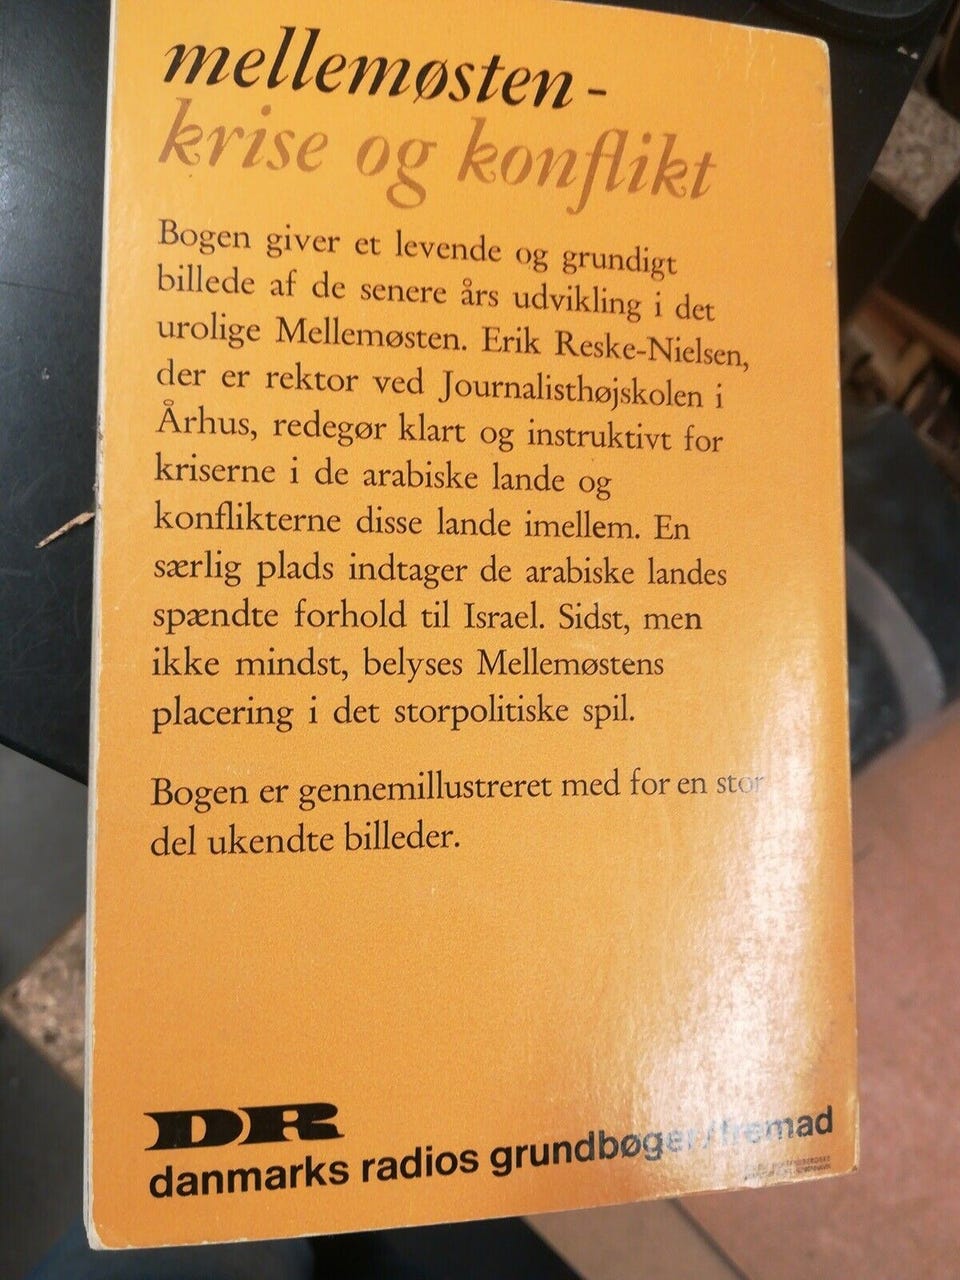 mellemøsten -
krise og konflikt
Bogen giver et levende og grundigt
billede af de senere års udvikling i det
urolige Mellemøsten. Erik Reske-Nielsen,
der er rektor ved Journalisthøjskolen i
Århus, redegør klart og instruktivt for
kriserne i de arabiske lande og
konflikterne disse lande imellem. En
særlig plads indtager de arabiske landes
spændte forhold til Israel. Sidst, men
ikke mindst, belyses Mellemøstens
placering i det storpolitiske spil.
Bogen er gennemillustreret med for en stor
del ukendte billeder.
DR
danmarks radios grundbøger/fremad